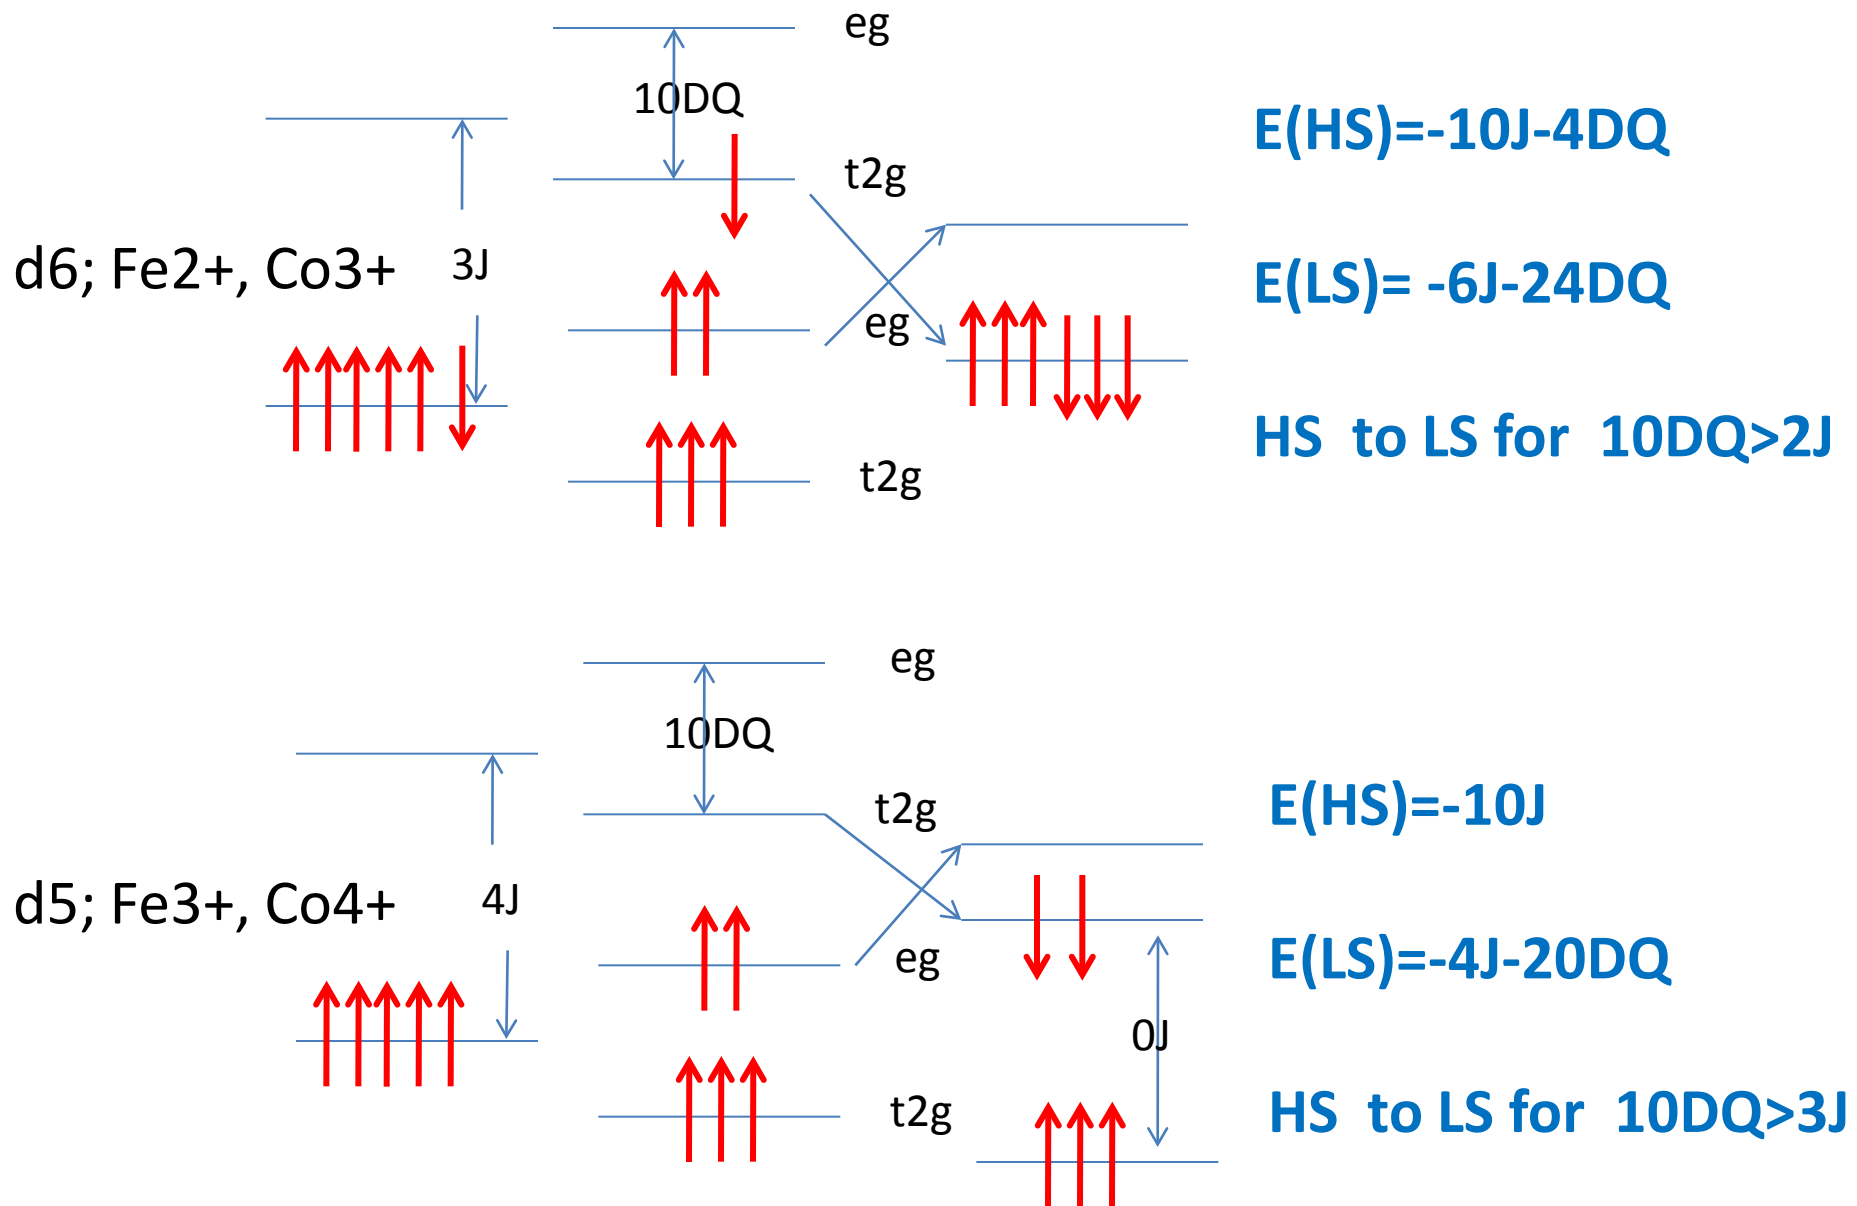 eg
10DQ
t2g
E(HS)=-10J-4DQ
d6; Fe2+, Co3+
3J
eg
E(LS)= -6J-24DQ
t2g
HS to LS for 10DQ>2J
eg
10DQ
t2g
E(HS)=-10J
d5; Fe3+, Co4+
4J
eg
E(LS)=-4J-20DQ
0J
t2g
HS to LS for 10DQ>3J